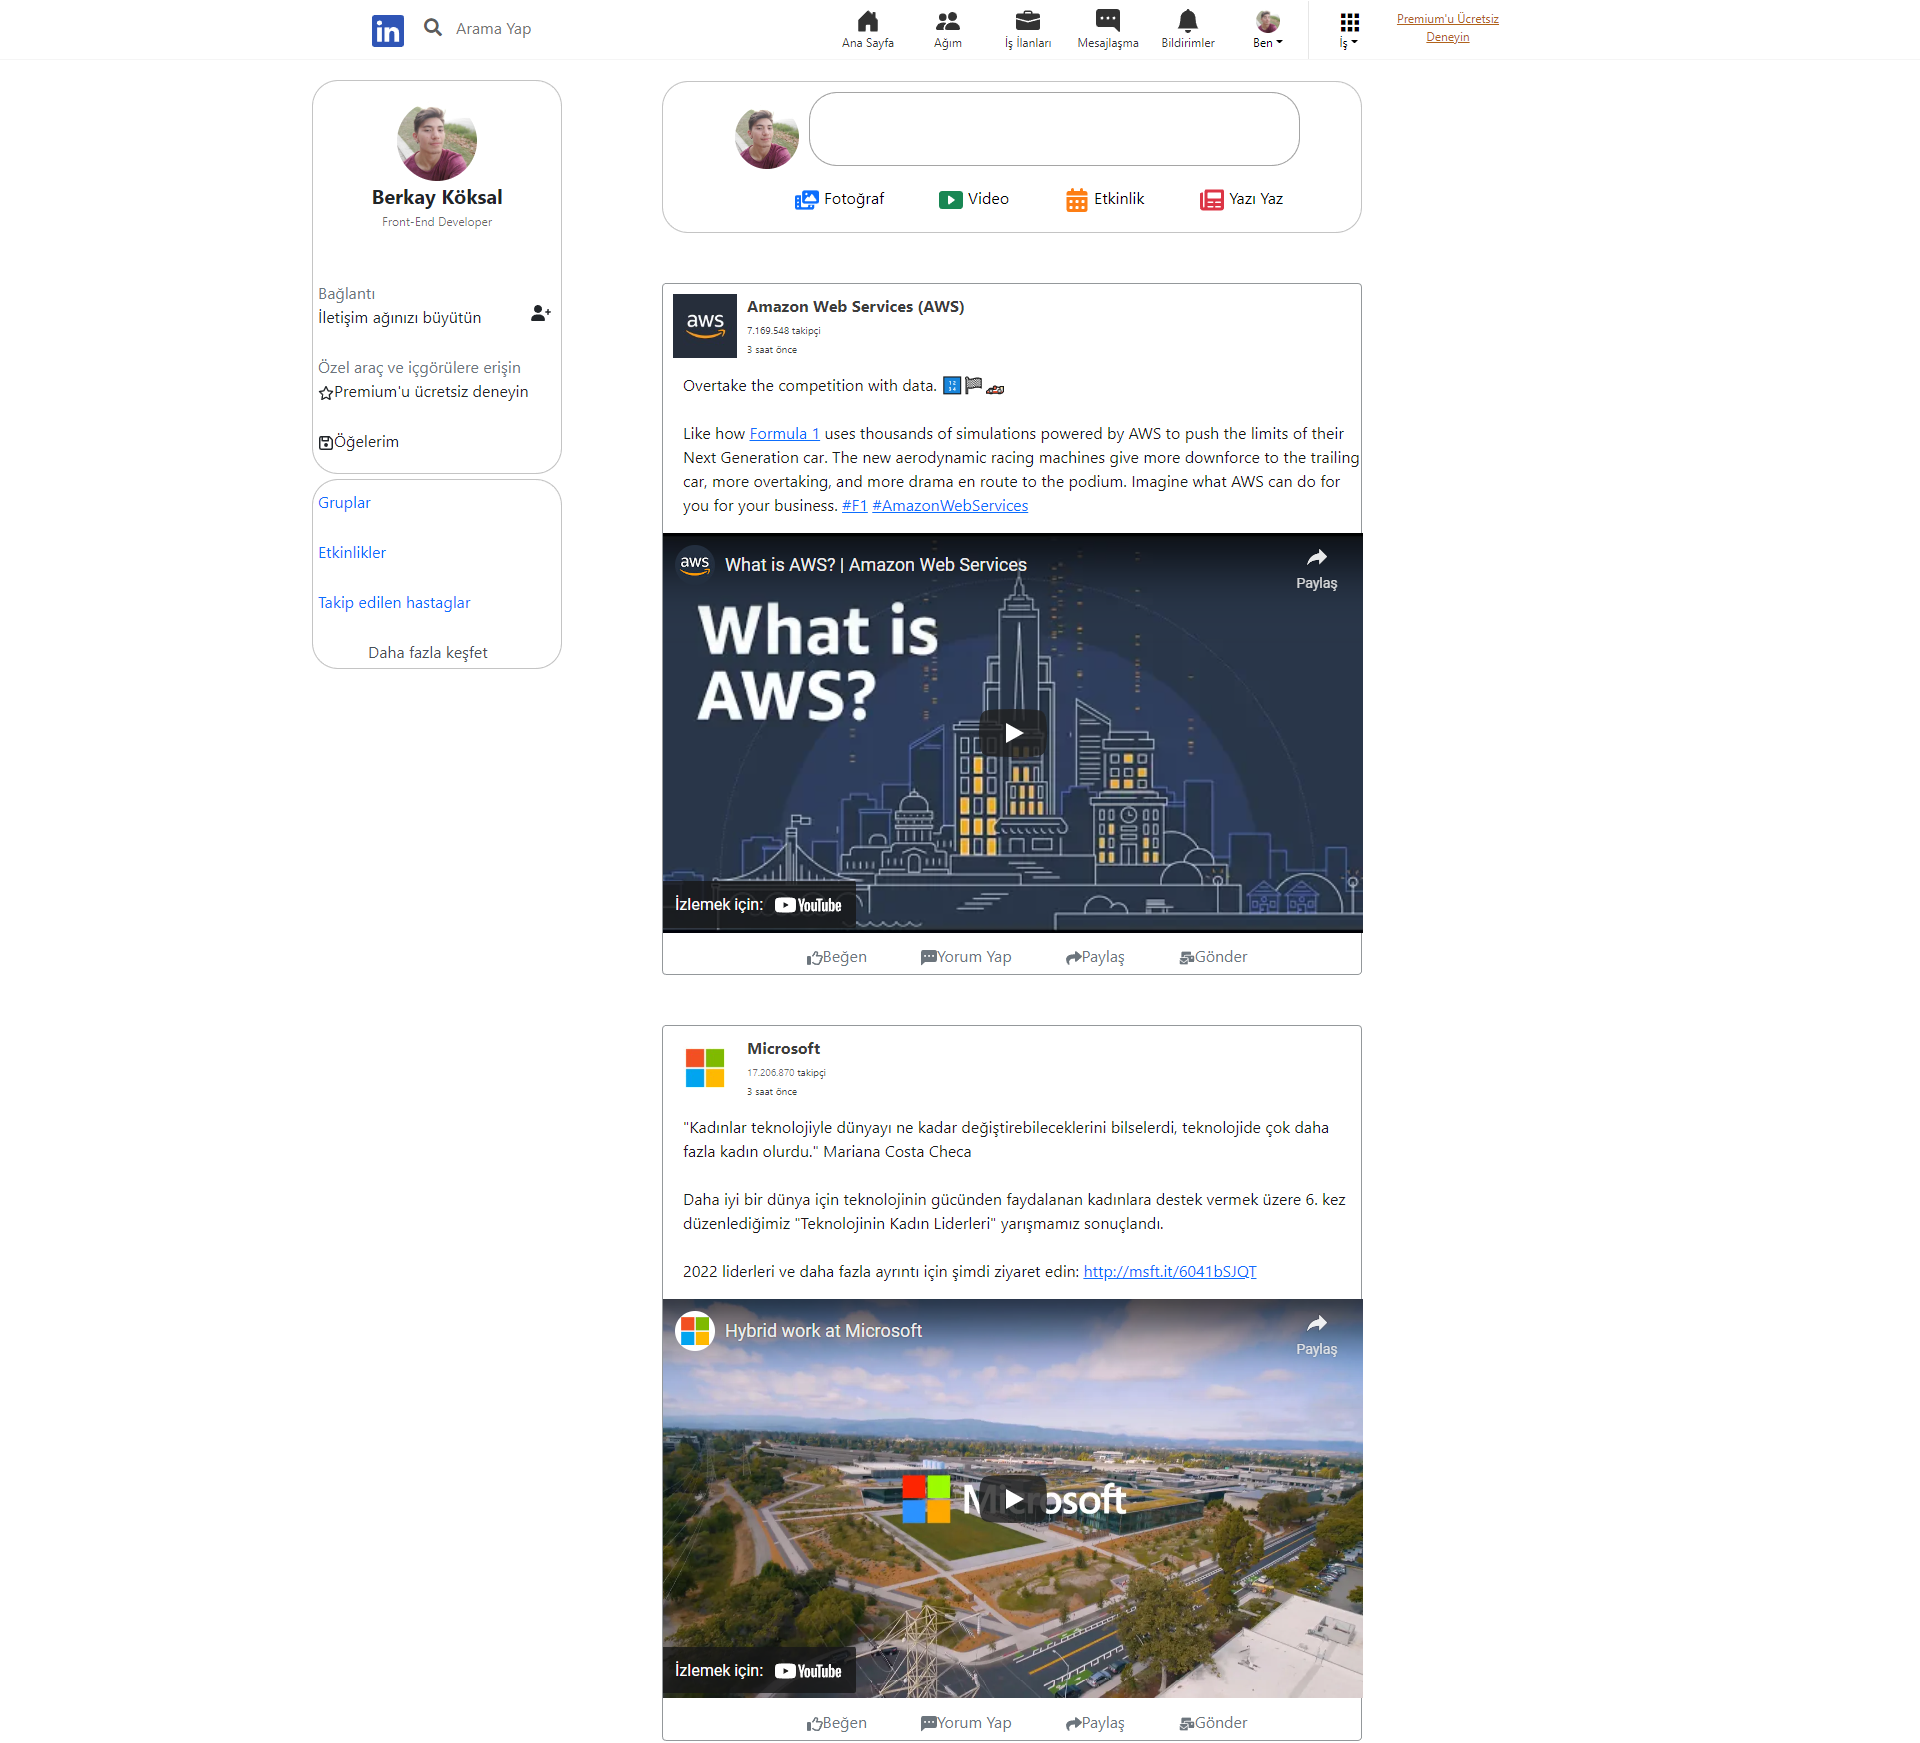 in
Arama Yap
Ana Sayfa
Ağım
İş İlanları
Mesajlaşma
Bildirimler
Ben
İş
Premium'u Ücretsiz
Deneyin
Berkay Köksal
Front-End Developer
Bağlantı
İletişim ağınızı büyütün
Özel araç ve içgörülere erişin
Premium'u ücretsiz deneyin
Öğelerim
Gruplar
Etkinlikler
Takip edilen hastaglar
Daha fazla keşfet
Fotoğraf
Video
Etkinlik
Yazı Yaz
aws
Amazon Web Services (AWS)
7.169.548 takipçi
3 saat önce
Overtake the competition with data. 🔢🏁🏎
Like how Formula 1 uses thousands of simulations powered by AWS to push the limits of their
Next Generation car. The new aerodynamic racing machines give more downforce to the trailing
car, more overtaking, and more drama en route to the podium. Imagine what AWS can do for
you for your business. #F1 #AmazonWebServices
aws
What is AWS? | Amazon Web Services
Paylaş
What is
AWS?
İzlemek için: YouTube
Beğen
Yorum Yap
Paylaş
Gönder
Microsoft
17.206.870 takipçi
3 saat önce
"Kadınlar teknolojiyle dünyayı ne kadar değiştirebileceklerini bilselerdi, teknolojide çok daha
fazla kadın olurdu." Mariana Costa Checa
Daha iyi bir dünya için teknolojinin gücünden faydalanan kadınlara destek vermek üzere 6. kez
düzenlediğimiz "Teknolojinin Kadın Liderleri" yarışmamız sonuçlandı.
2022 liderleri ve daha fazla ayrıntı için şimdi ziyaret edin: http://msft.it/6041bSJQT
Hybrid work at Microsoft
Paylaş
Microsoft
İzlemek için: YouTube
Beğen
Yorum Yap
Paylaş
Gönder